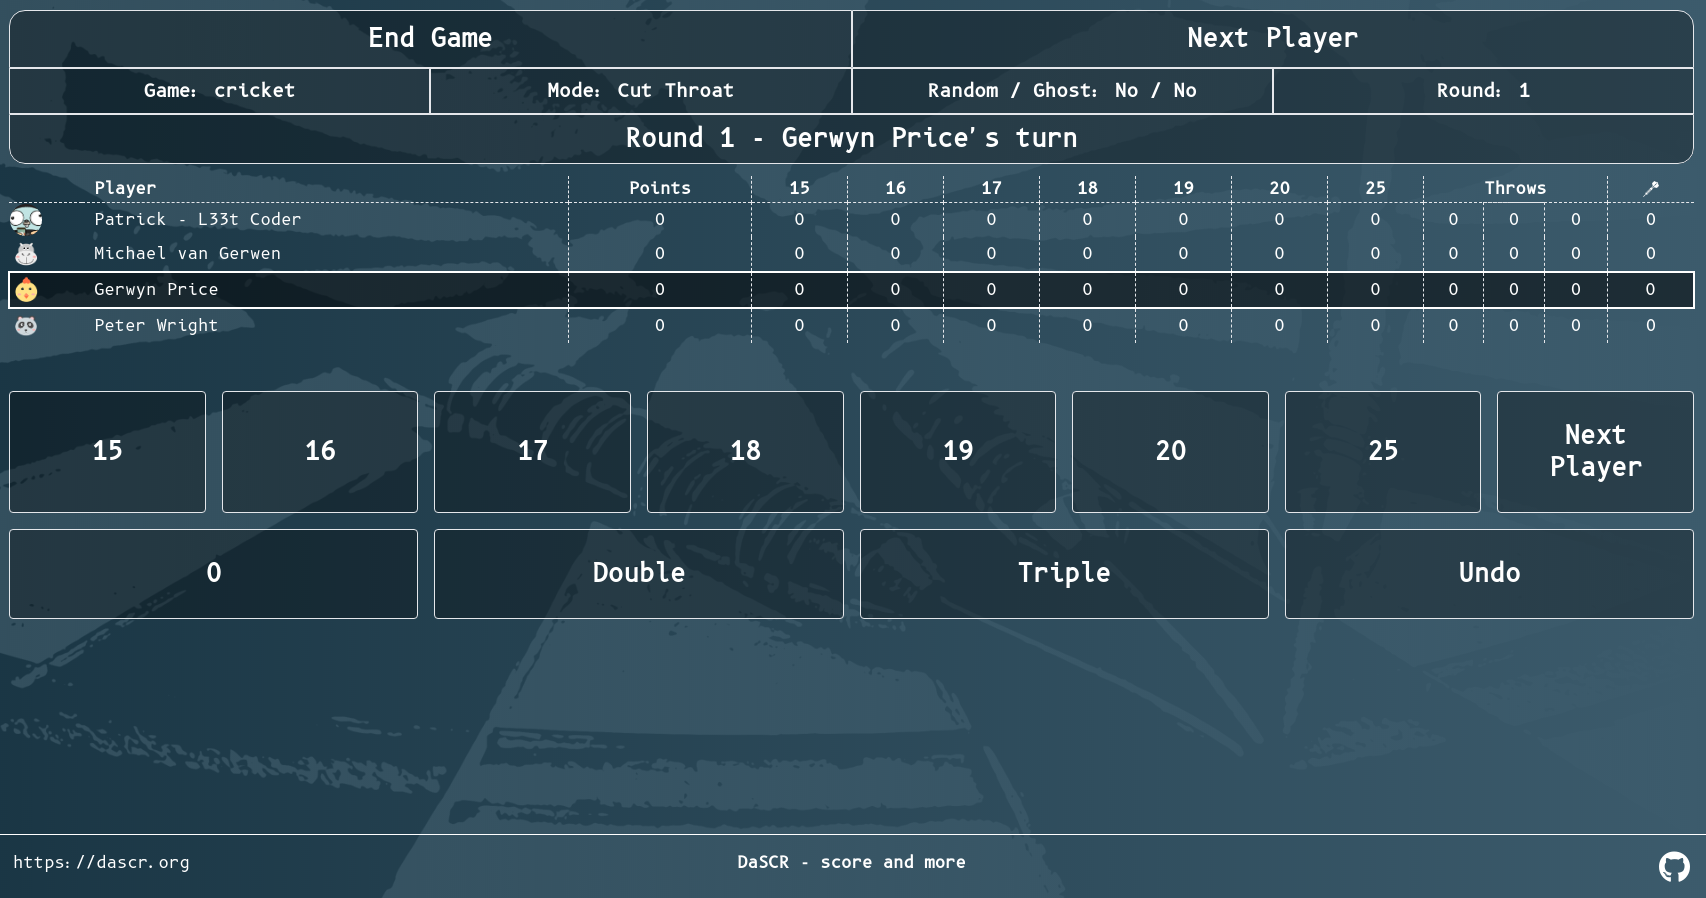 End Game Next Player
Game: cricket Mode: Cut Throat Random / Ghost: No / No Round: 1
Round 1 - Gerwyn Price's turn
Player Points 15 16 17 18 19 20 25 Throws
Patrick - L33t Coder 0 0 0 0 0 0 0 0 0 0 0 0
Michael van Gerwen 0 0 0 0 0 0 0 0 0 0 0 0
Gerwyn Price 0 0 0 0 0 0 0 0 0 0 0 0
Peter Wright 0 0 0 0 0 0 0 0 0 0 0 0
15 16 17 18 19 20 25 Next
Player
0 Double Triple Undo
https://dascr.org DaSCR - score and more